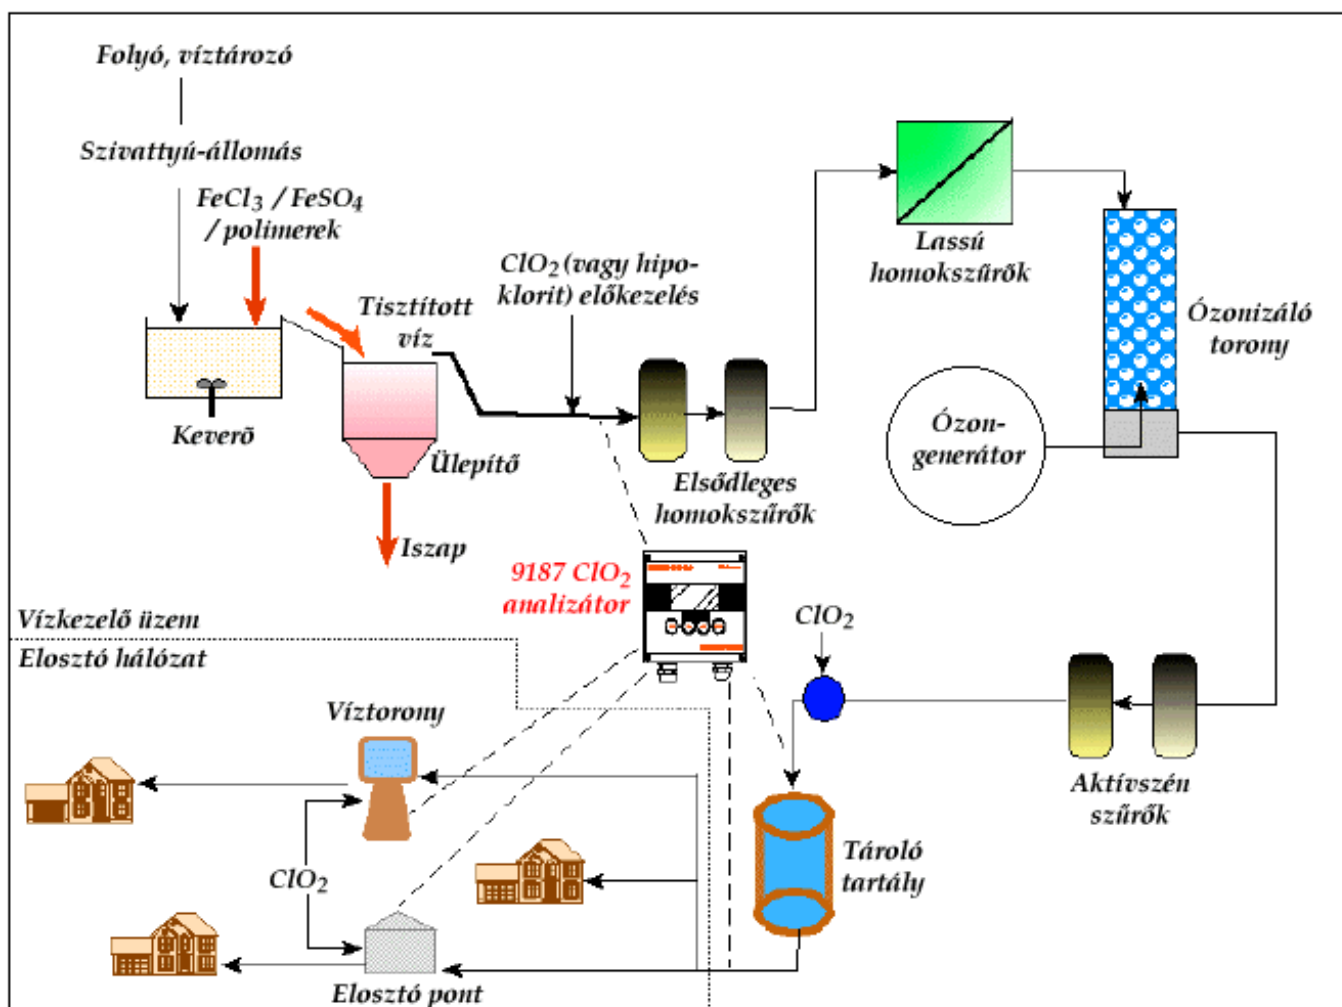 Folyó, víztározó
Szivattyú-állomás
FeCl3 / FeSO4
/ polimerek
Keverõ
Tisztított
víz
Ülepítő
Iszap
ClO2 (vagy hipo-
klorit) előkezelés
Elsődleges
homokszűrők
Lassú
homokszűrők
Ózonizáló
torony
Ózon-
generátor
9187 ClO2
analizátor
Vízkezelő üzem
Elosztó hálózat
ClO2
Aktívszén
szűrők
Tároló
tartály
Víztorony
ClO2
Elosztó pont